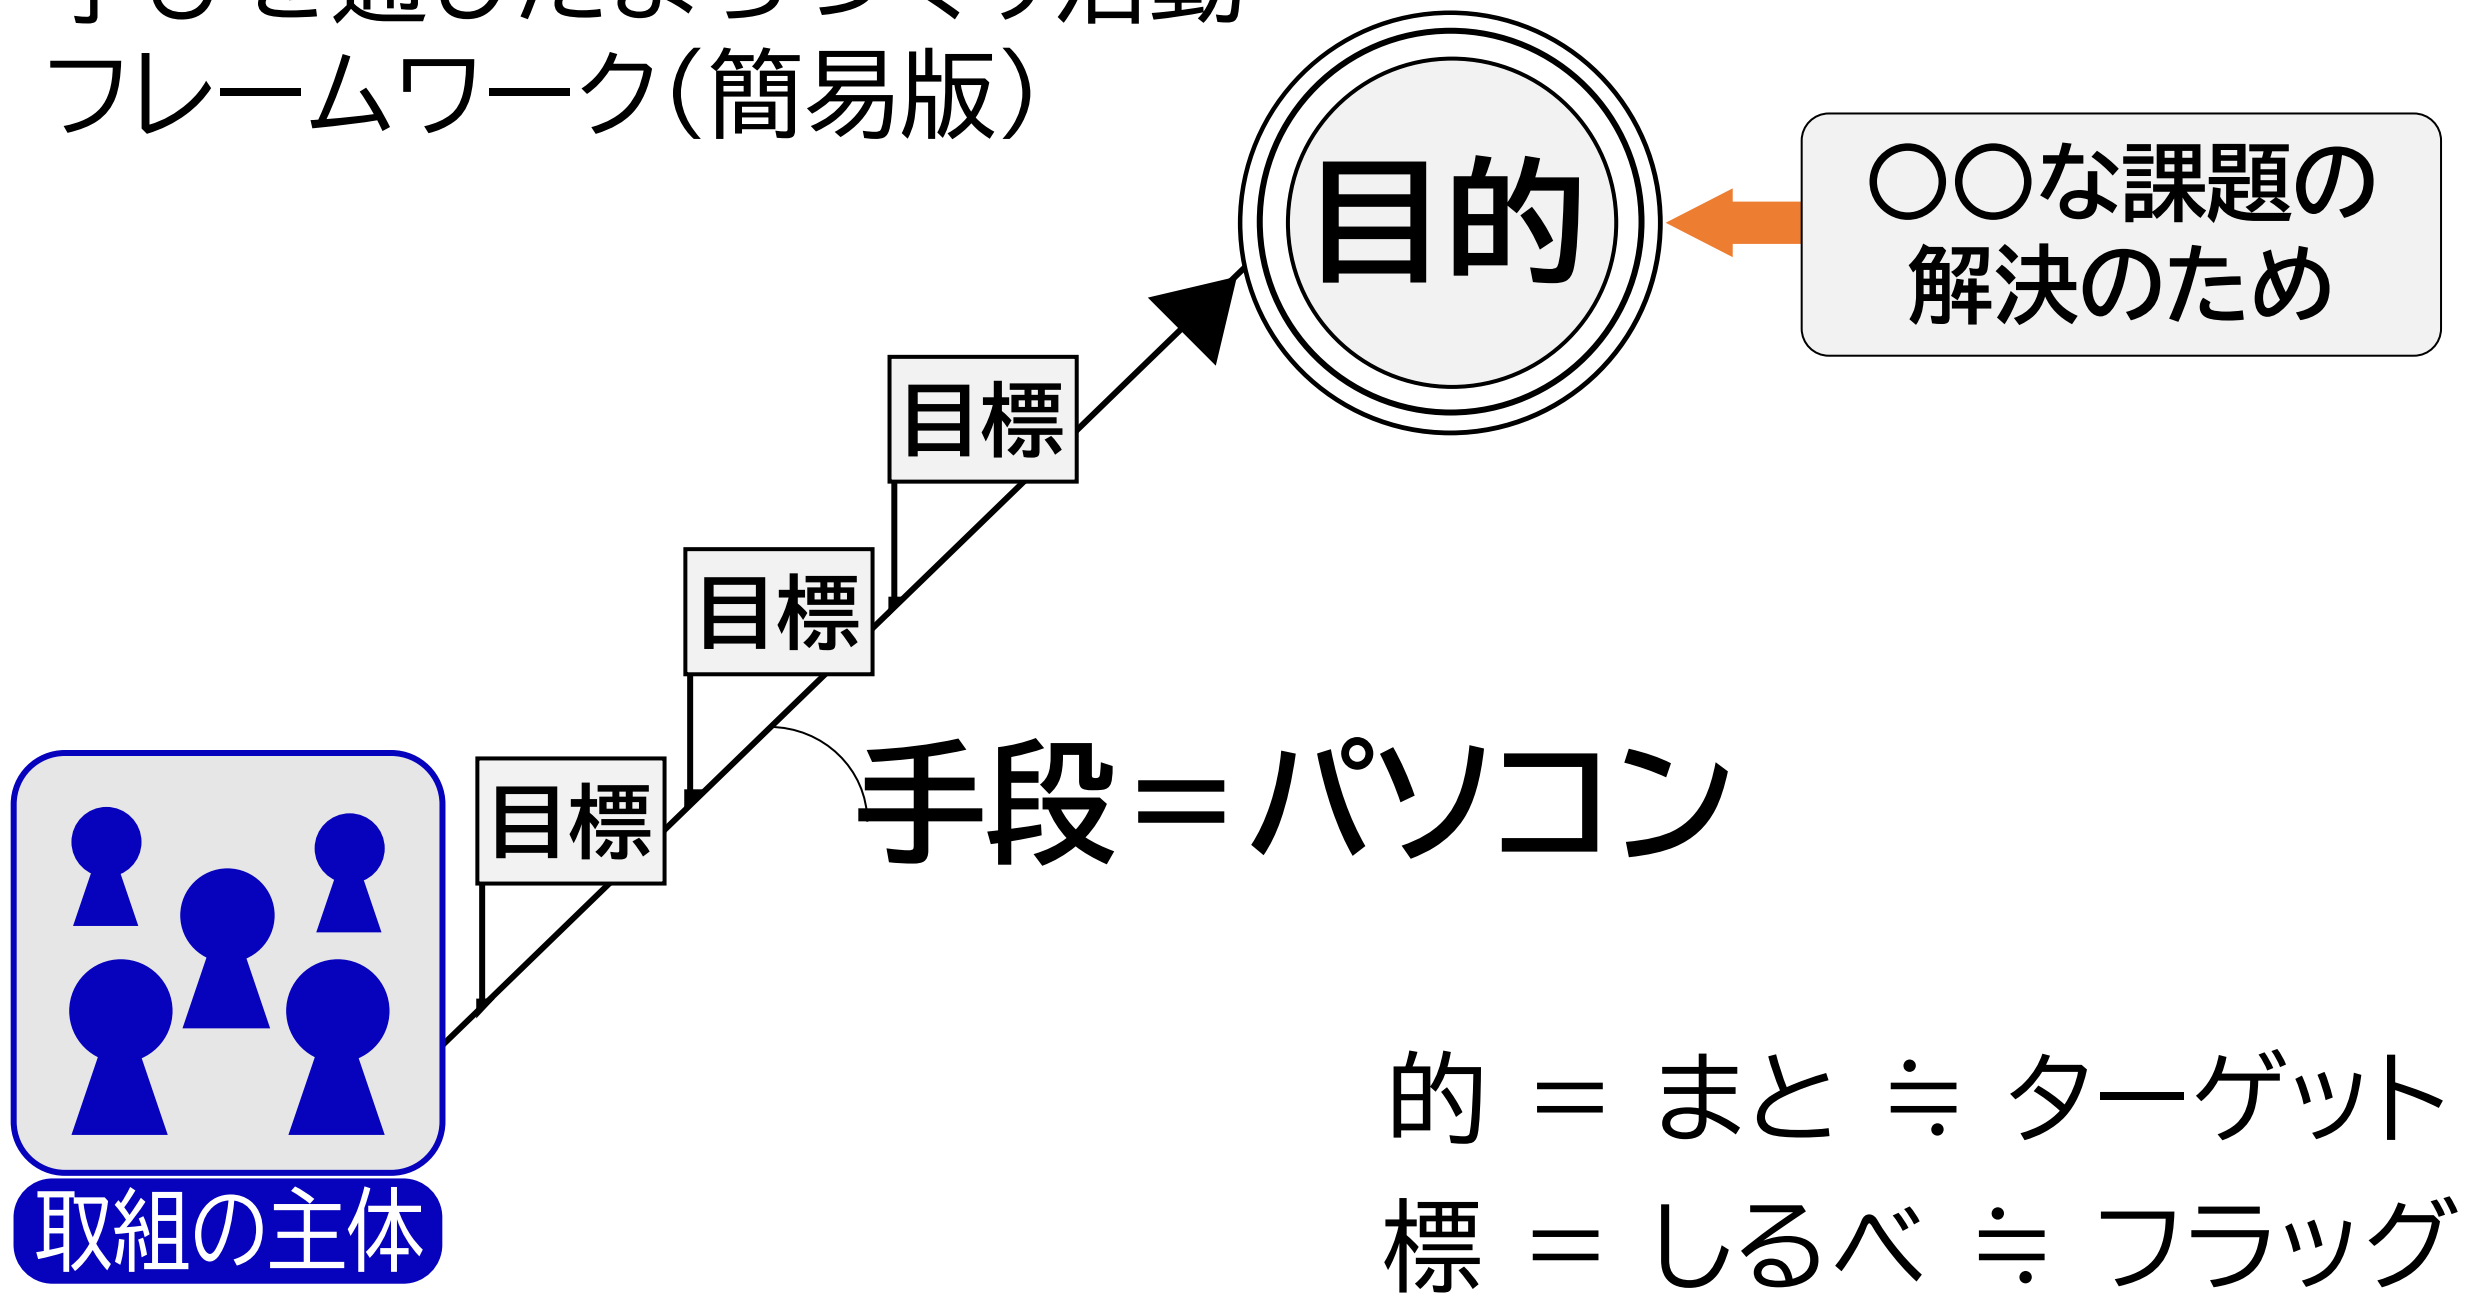 フレームワーク(簡易版)
目的
○○な課題の
解決のため
目標
目標
目標
手段＝パソコン
取組の主体
的 ＝ まと ≒ ターゲット
標 ＝ しるべ ≒ フラッグ